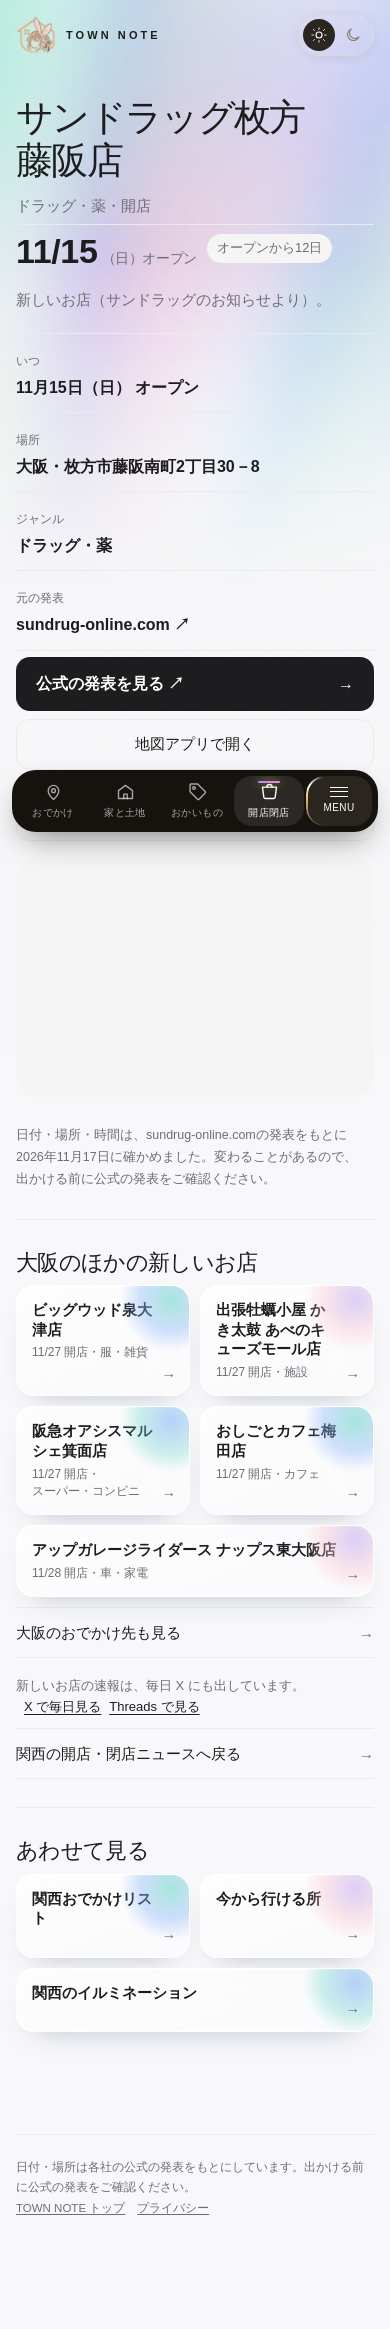 TOWN NOTE
サンドラッグ枚方
藤阪店
ドラッグ・薬・開店
11/15 （日）オープン オープンから12日
新しいお店（サンドラッグのお知らせより）。
いつ
11月15日（日） オープン
場所
大阪・枚方市藤阪南町2丁目30－8
ジャンル
ドラッグ・薬
元の発表
sundrug-online.com ↗
公式の発表を見る ↗ →
地図アプリで開く
おでかけ 家と土地 おかいもの 開店閉店 MENU
日付・場所・時間は、sundrug-online.comの発表をもとに
2026年11月17日に確かめました。変わることがあるので、
出かける前に公式の発表をご確認ください。
大阪のほかの新しいお店
ビッグウッド泉大
津店
11/27 開店・服・雑貨
→
出張牡蠣小屋 か
き太鼓 あべのキ
ューズモール店
11/27 開店・施設
→
阪急オアシスマル
シェ箕面店
11/27 開店・
スーパー・コンビニ
→
おしごとカフェ梅
田店
11/27 開店・カフェ
→
アップガレージライダース ナップス東大阪店
11/28 開店・車・家電
→
大阪のおでかけ先も見る →
新しいお店の速報は、毎日 X にも出しています。
X で毎日見る Threads で見る
関西の開店・閉店ニュースへ戻る →
あわせて見る
関西おでかけリス
ト
→
今から行ける所
→
関西のイルミネーション
→
日付・場所は各社の公式の発表をもとにしています。出かける前
に公式の発表をご確認ください。
TOWN NOTE トップ プライバシー